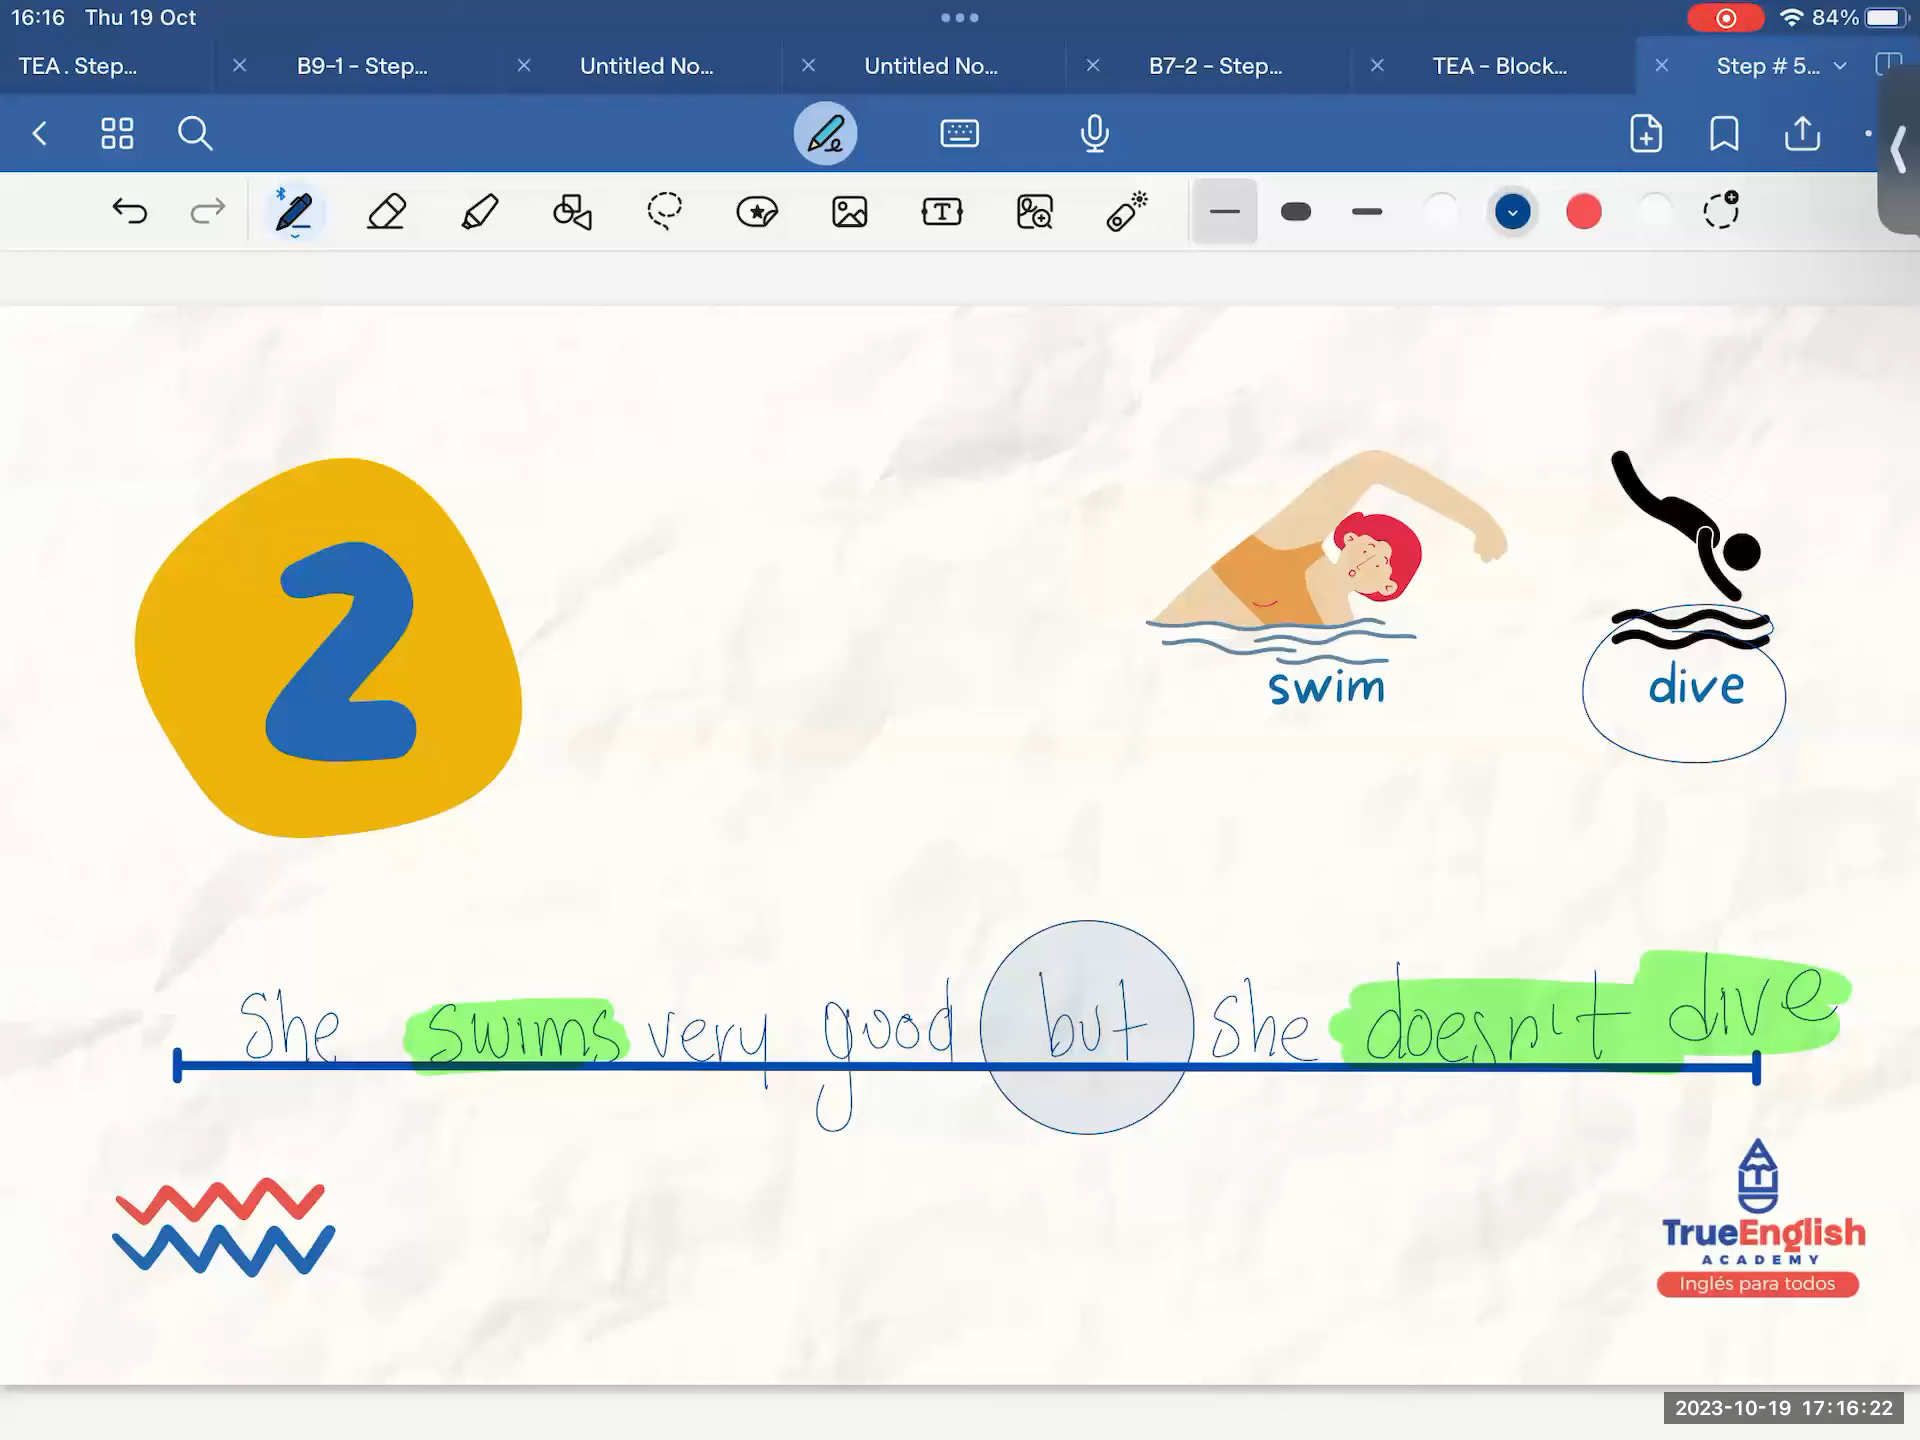 16:16 Thu 19 Oct 84%
TEA . Step... B9-1 - Step... Untitled No... Untitled No... B7-2 - Step... TEA - Block... Step # 5...
2
swim dive
She swims very good but she doesn't dive
TrueEnglish
ACADEMY
Inglés para todos
2023-10-19 17:16:22